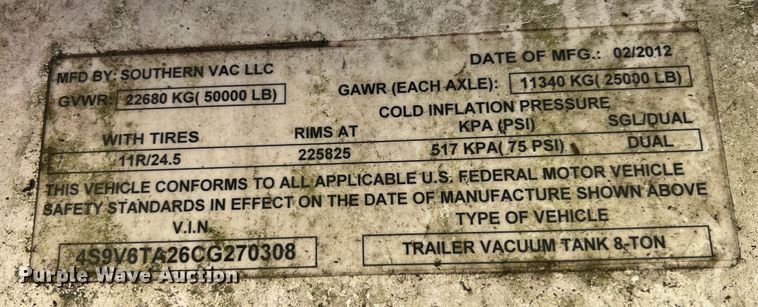 MFD BY: SOUTHERN VAC LLC
DATE OF MFG.: 02/2012
GVWR: 22680 KG( 50000 LB)
GAWR (EACH AXLE): 11340 KG( 25000 LB)
COLD INFLATION PRESSURE
WITH TIRES RIMS AT KPA (PSI) SGL/DUAL
11R/24.5 225825 517 KPA( 75 PSI) DUAL
THIS VEHICLE CONFORMS TO ALL APPLICABLE U.S. FEDERAL MOTOR VEHICLE
SAFETY STANDARDS IN EFFECT ON THE DATE OF MANUFACTURE SHOWN ABOVE
V.I.N. TYPE OF VEHICLE
4S9V6TA26CG270308 TRAILER VACUUM TANK 8-TON
Purple Wave Auction